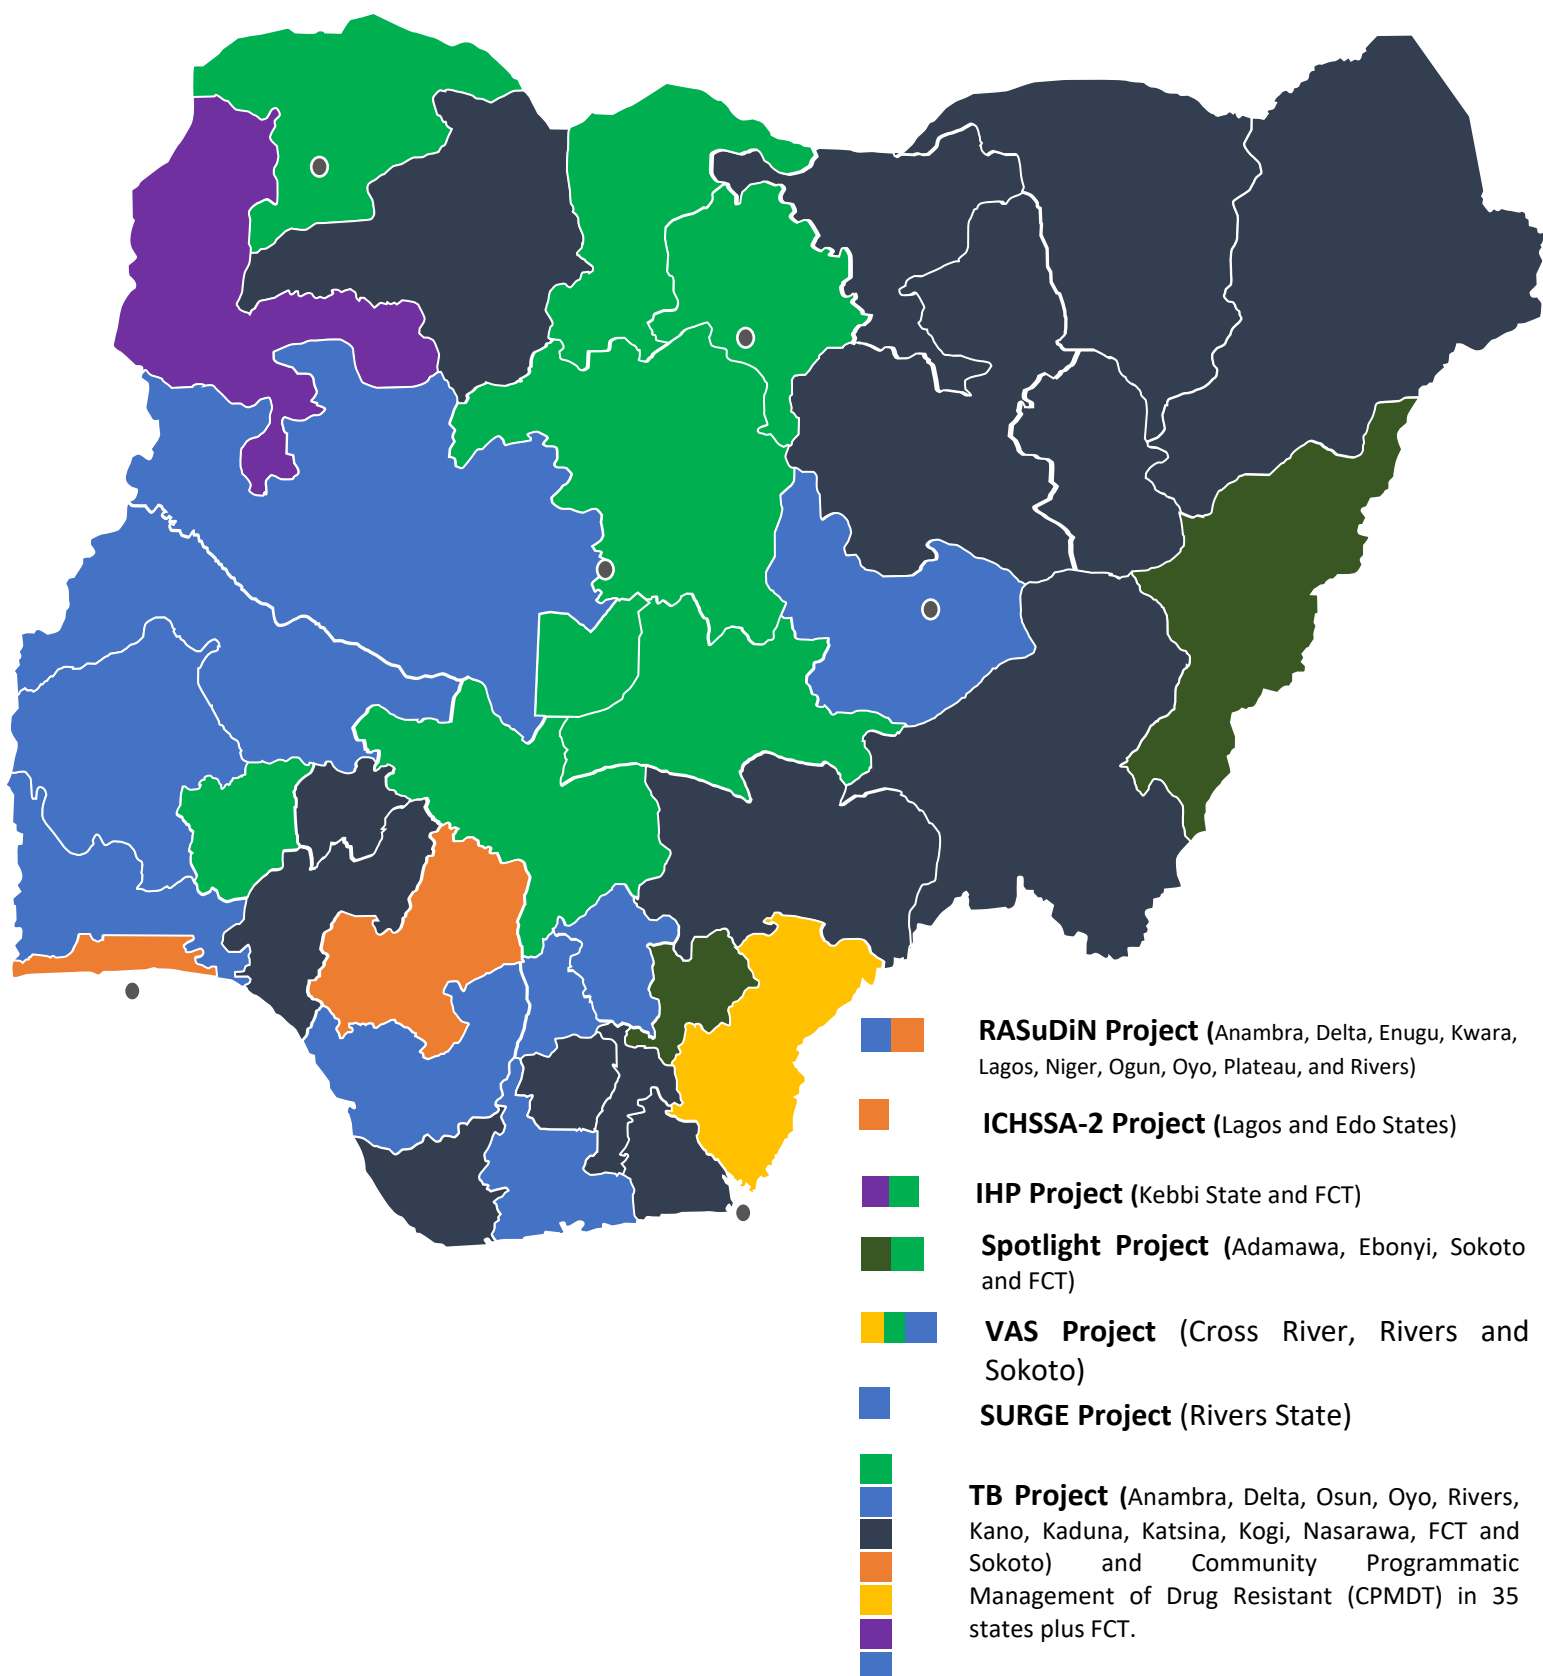 RASuDiN Project (Anambra, Delta, Enugu, Kwara,
Lagos, Niger, Ogun, Oyo, Plateau, and Rivers)
ICHSSA-2 Project (Lagos and Edo States)
IHP Project (Kebbi State and FCT)
Spotlight Project (Adamawa, Ebonyi, Sokoto
and FCT)
VAS Project (Cross River, Rivers and
Sokoto)
SURGE Project (Rivers State)
TB Project (Anambra, Delta, Osun, Oyo, Rivers,
Kano, Kaduna, Katsina, Kogi, Nasarawa, FCT and
Sokoto) and Community Programmatic
Management of Drug Resistant (CPMDT) in 35
states plus FCT.